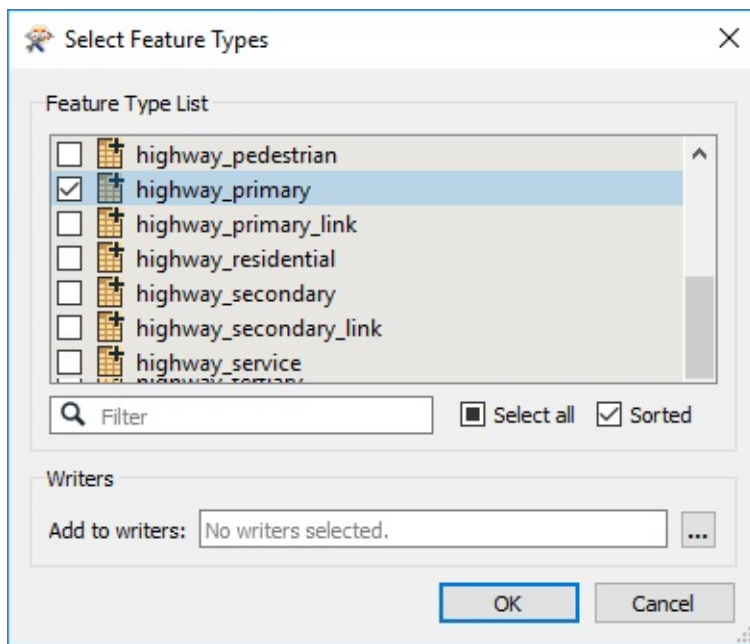 Select Feature Types
Feature Type List
highway_pedestrian
highway_primary
highway_primary_link
highway_residential
highway_secondary
highway_secondary_link
highway_service
Filter
Select all
Sorted
Writers
Add to writers: No writers selected. ...
OK
Cancel